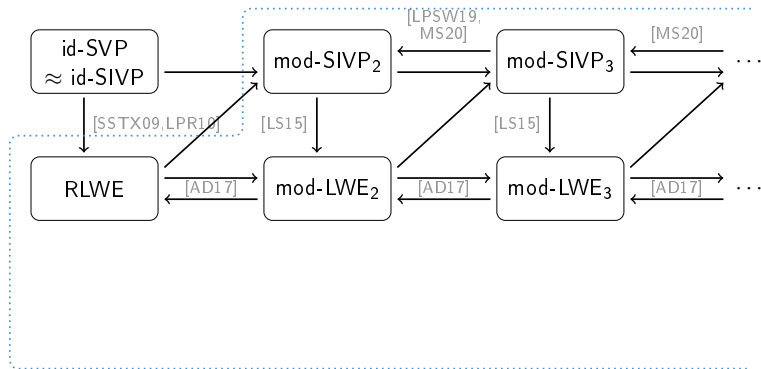 [LPSW19,
MS20]
[MS20]
id-SVP
≈ id-SIVP
mod-SIVP₂
mod-SIVP₃
...
[SSTX09,LPR10]
[LS15]
[LS15]
RLWE
[AD17]
mod-LWE₂
[AD17]
mod-LWE₃
[AD17]
...